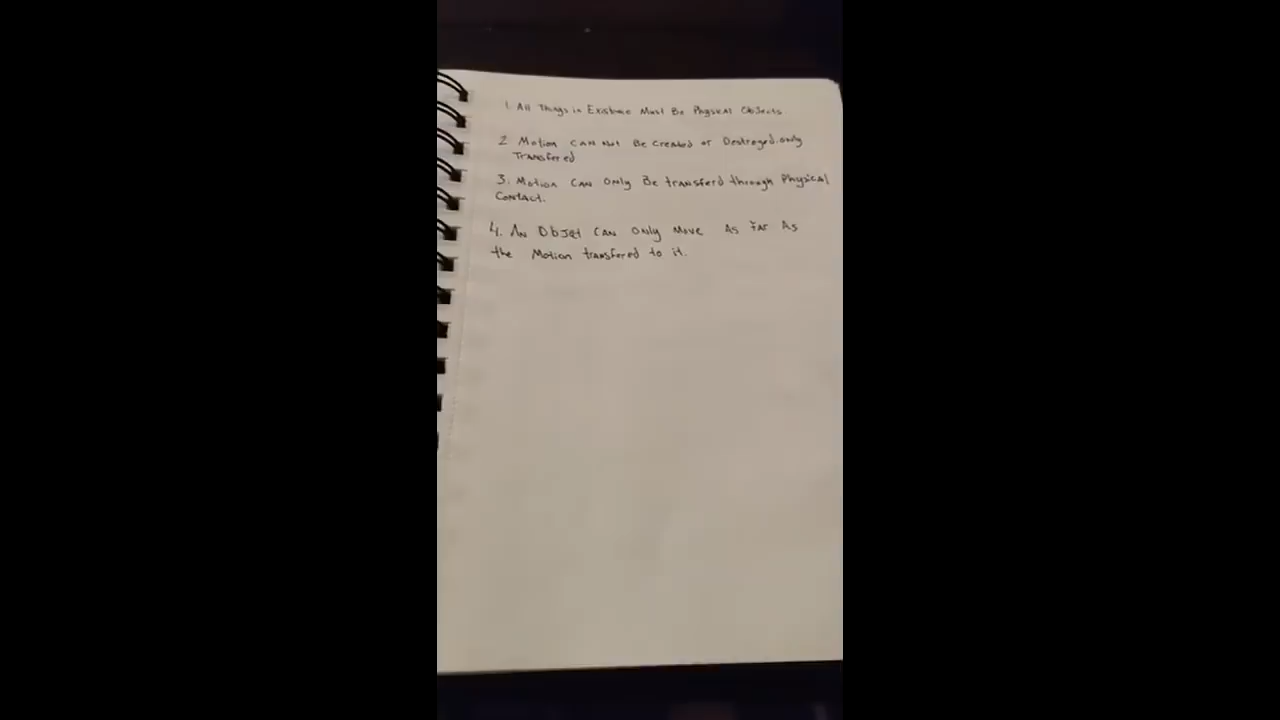 1. All Things in Existence Must Be Physical Objects
2 Motion CAN Not Be Created or Destroyed.only
Transfered
3. Motion CAN Only Be transferd through Physical
Contact.
4. An Object CAN Only Move As Far As
the Motion transfered to it.